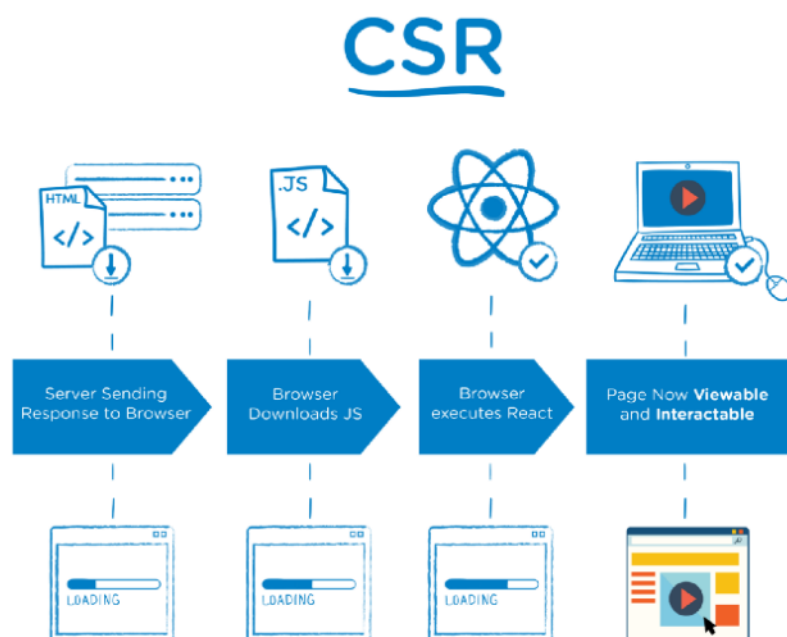 CSR
HTML
</>
.JS
</>
Server Sending
Response to Browser
Browser
Downloads JS
Browser
executes React
Page Now Viewable
and Interactable
LOADING
LOADING
LOADING